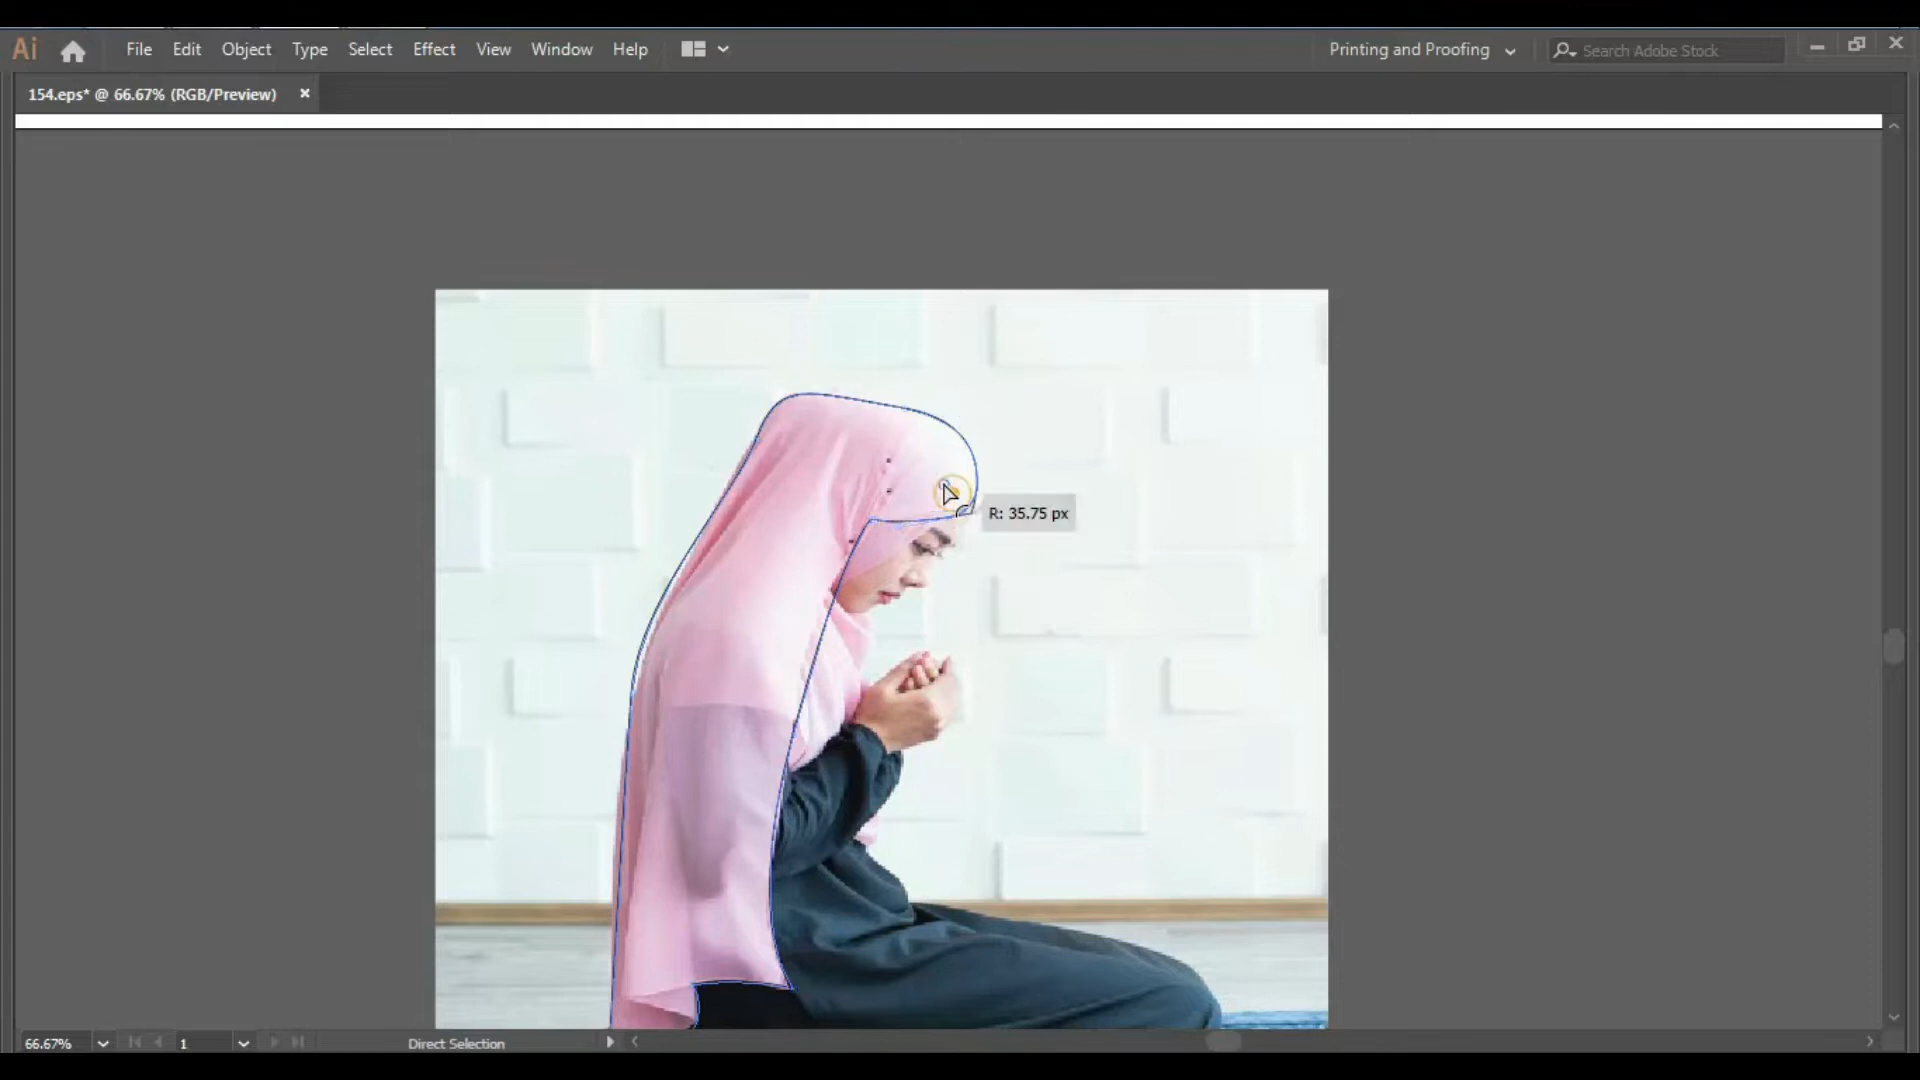 Ai File Edit Object Type Select Effect View Window Help Printing and Proofing Search Adobe Stock
154.eps* @ 66.67% (RGB/Preview)
R: 35.75 px
66.67% 1 Direct Selection